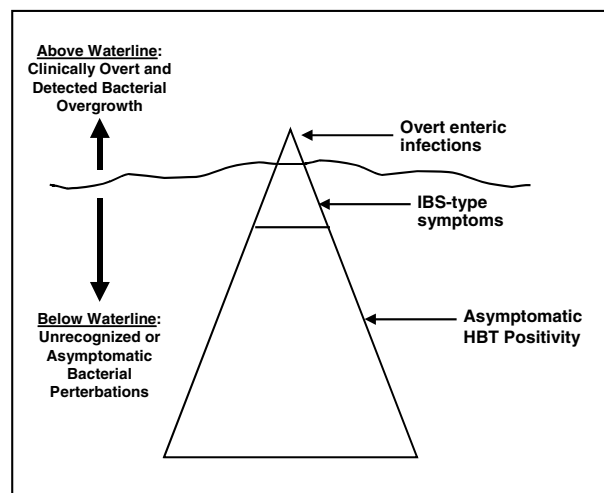 Above Waterline:
Clinically Overt and
Detected Bacterial
Overgrowth
Overt enteric
infections
IBS-type
symptoms
Below Waterline:
Unrecognized or
Asymptomatic
Bacterial
Perterbations
Asymptomatic
HBT Positivity